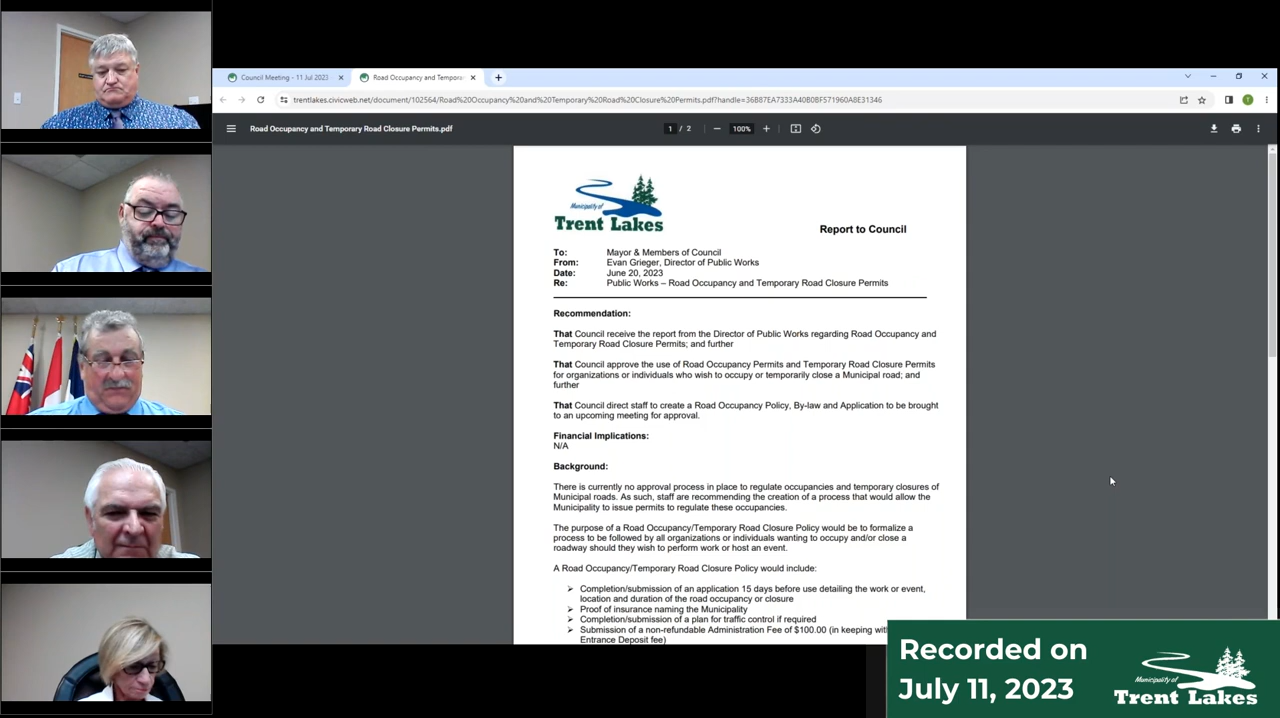 Council Meeting - 11 Jul 2023
Road Occupancy and Tempora
trentlakes.civicweb.net/document/102564/Road%20Occupancy%20and%20Temporary%20Road%20Closure%20Permits.pdf?handle=36B87EA7333A40B0BF571960A8E31346
Road Occupancy and Temporary Road Closure Permits.pdf
1 / 2
100%
Municipality of
Trent Lakes
Report to Council
To: Mayor & Members of Council
From: Evan Grieger, Director of Public Works
Date: June 20, 2023
Re: Public Works – Road Occupancy and Temporary Road Closure Permits
Recommendation:
That Council receive the report from the Director of Public Works regarding Road Occupancy and
Temporary Road Closure Permits; and further
That Council approve the use of Road Occupancy Permits and Temporary Road Closure Permits
for organizations or individuals who wish to occupy or temporarily close a Municipal road; and
further
That Council direct staff to create a Road Occupancy Policy, By-law and Application to be brought
to an upcoming meeting for approval.
Financial Implications:
N/A
Background:
There is currently no approval process in place to regulate occupancies and temporary closures of
Municipal roads. As such, staff are recommending the creation of a process that would allow the
Municipality to issue permits to regulate these occupancies.
The purpose of a Road Occupancy/Temporary Road Closure Policy would be to formalize a
process to be followed by all organizations or individuals wanting to occupy and/or close a
roadway should they wish to perform work or host an event.
A Road Occupancy/Temporary Road Closure Policy would include:
➢ Completion/submission of an application 15 days before use detailing the work or event,
location and duration of the road occupancy or closure
➢ Proof of insurance naming the Municipality
➢ Completion/submission of a plan for traffic control if required
➢ Submission of a non-refundable Administration Fee of $100.00 (in keeping with
Entrance Deposit fee)
Recorded on
July 11, 2023
Municipality of
Trent Lakes